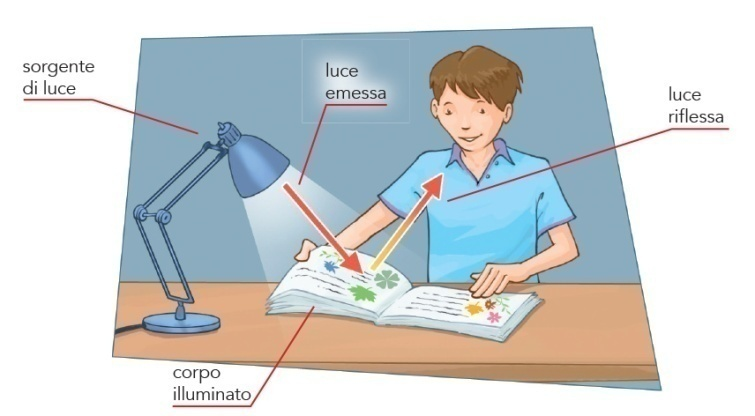 sorgente
di luce
luce
emessa
luce
riflessa
corpo
illuminato